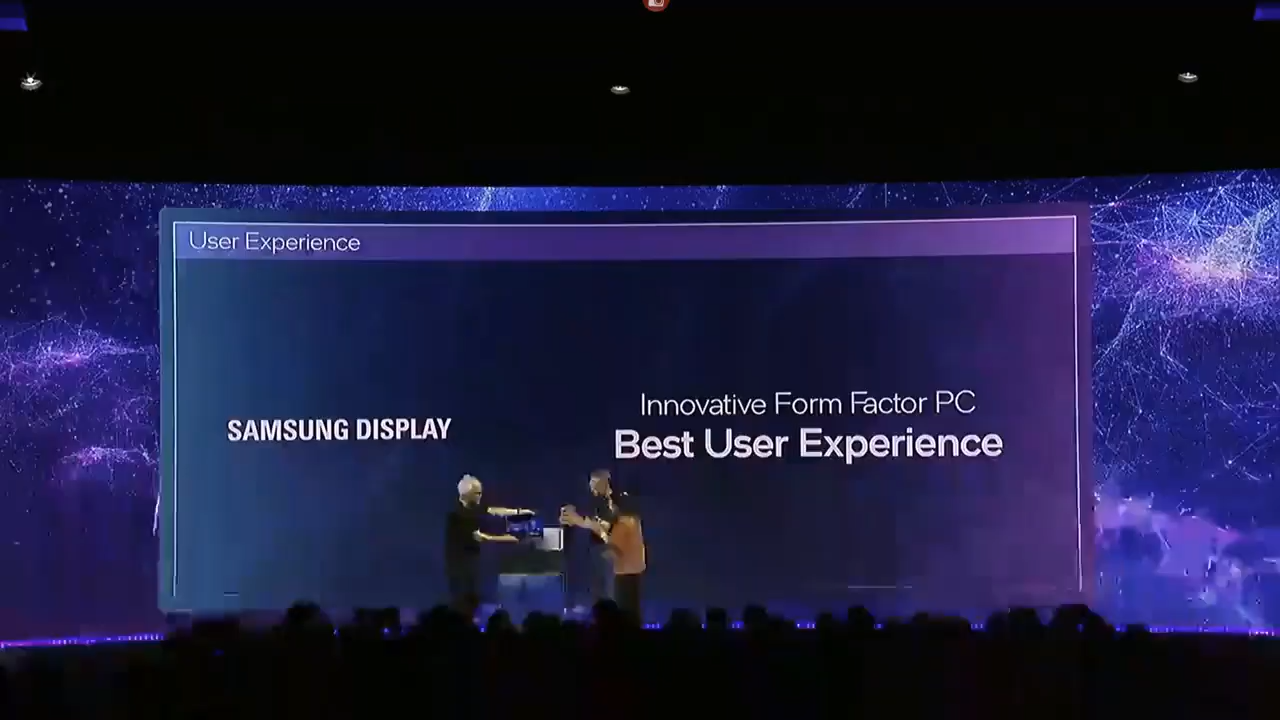 User Experience
SAMSUNG DISPLAY
Innovative Form Factor PC
Best User Experience